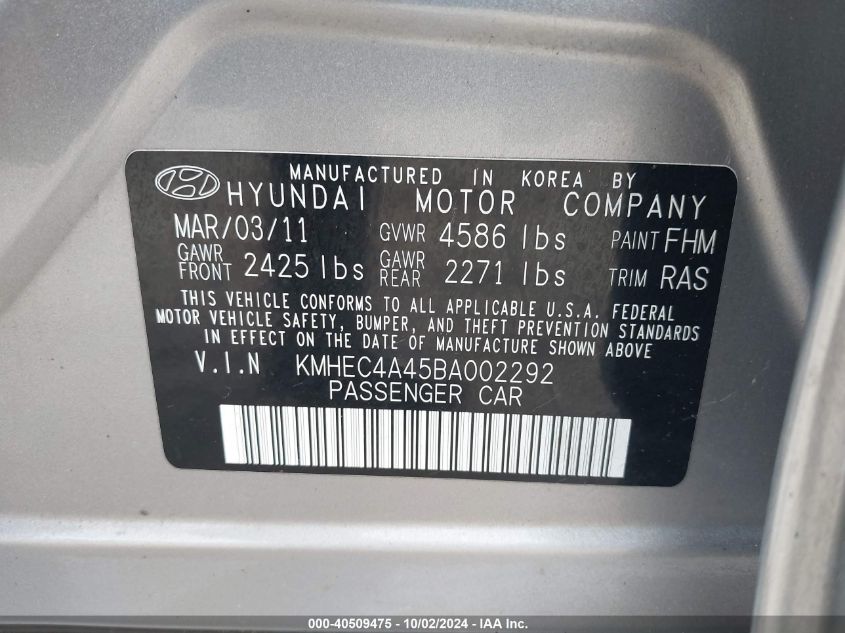 MANUFACTURED IN KOREA BY
HYUNDAI MOTOR COMPANY
MAR/03/11 GVWR 4586 lbs PAINT FHM
GAWR FRONT 2425 lbs GAWR REAR 2271 lbs TRIM RAS
THIS VEHICLE CONFORMS TO ALL APPLICABLE U.S.A. FEDERAL
MOTOR VEHICLE SAFETY, BUMPER, AND THEFT PREVENTION STANDARDS
IN EFFECT ON THE DATE OF MANUFACTURE SHOWN ABOVE
V.I.N KMHEC4A45BA002292
PASSENGER CAR
000-40509475 - 10/02/2024 - IAA, Inc.